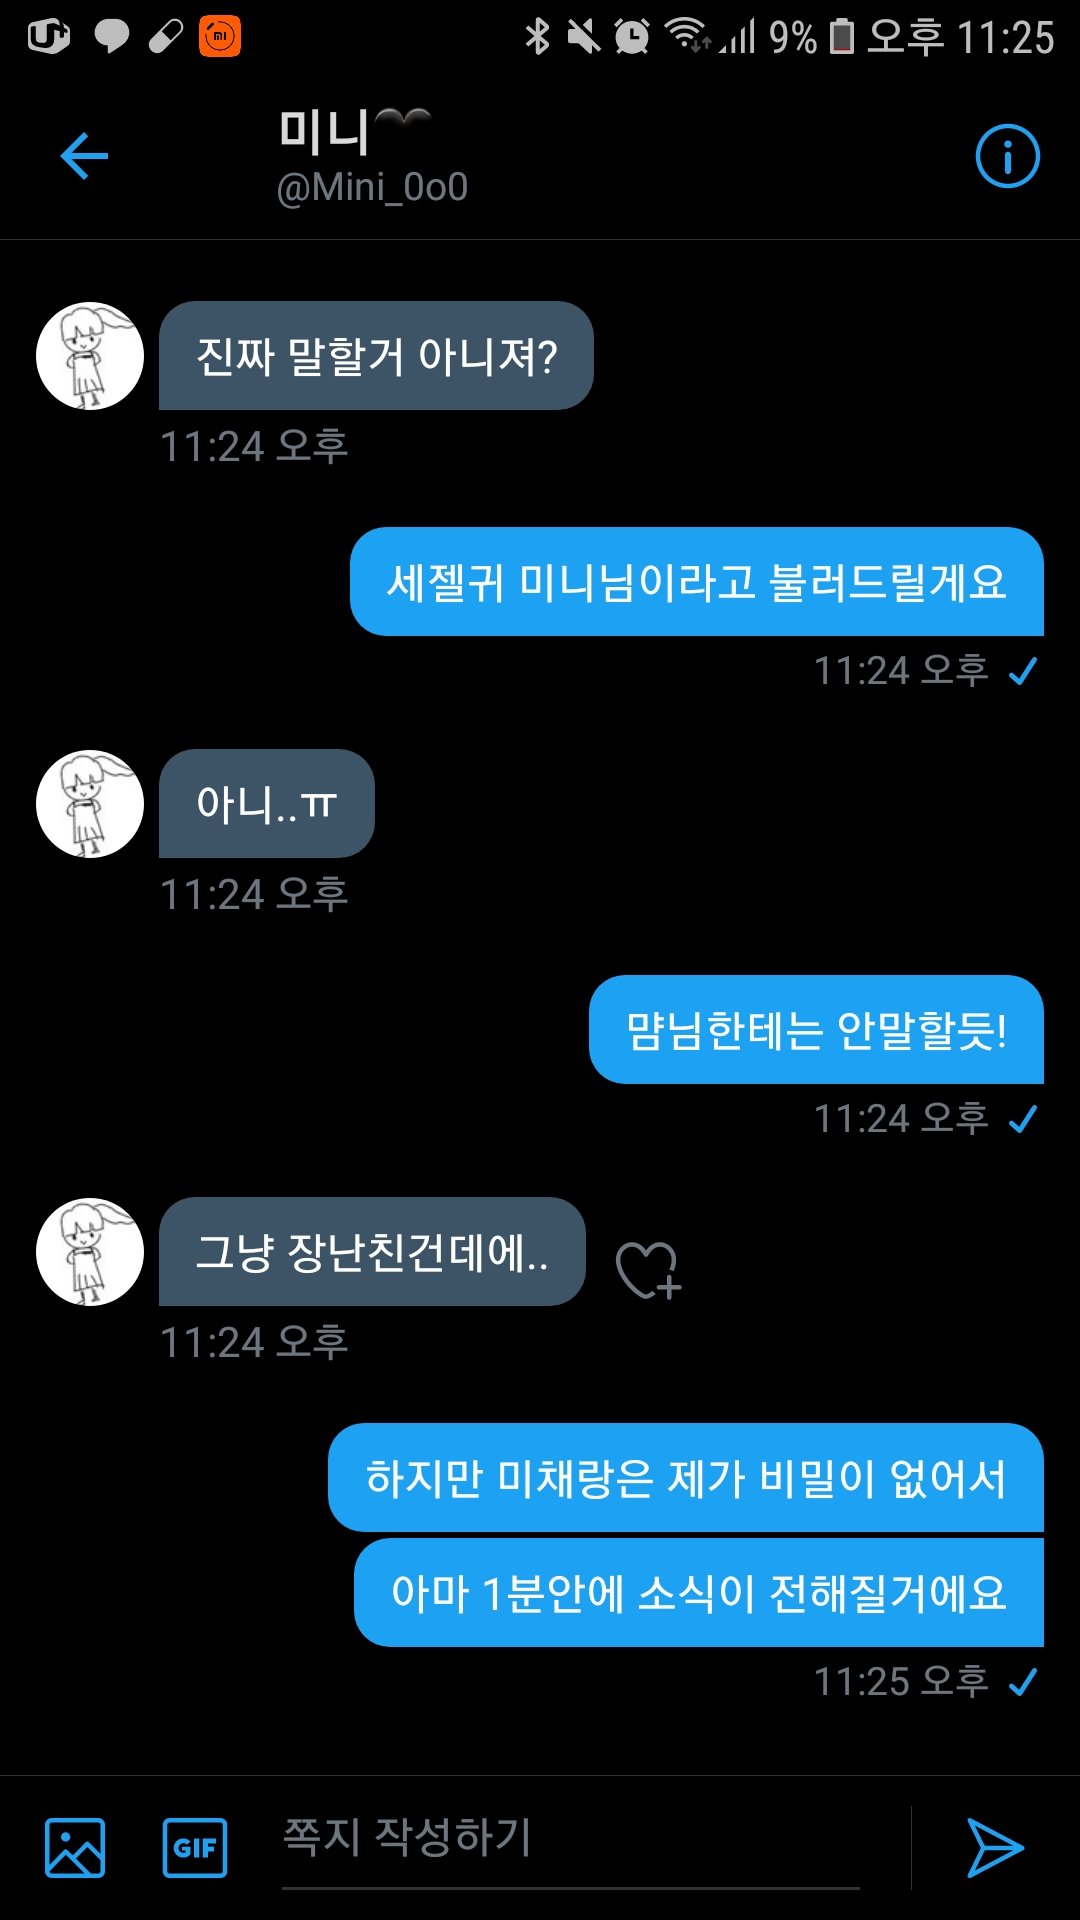 U+ mi 9% 오후 11:25
미니🖤
@Mini_0o0
진짜 말할거 아니져?
11:24 오후
세젤귀 미니님이라고 불러드릴게요
11:24 오후
아니..ㅠ
11:24 오후
먐님한테는 안말할듯!
11:24 오후
그냥 장난친건데에..
11:24 오후
하지만 미채랑은 제가 비밀이 없어서
아마 1분안에 소식이 전해질거에요
11:25 오후
GIF 쪽지 작성하기